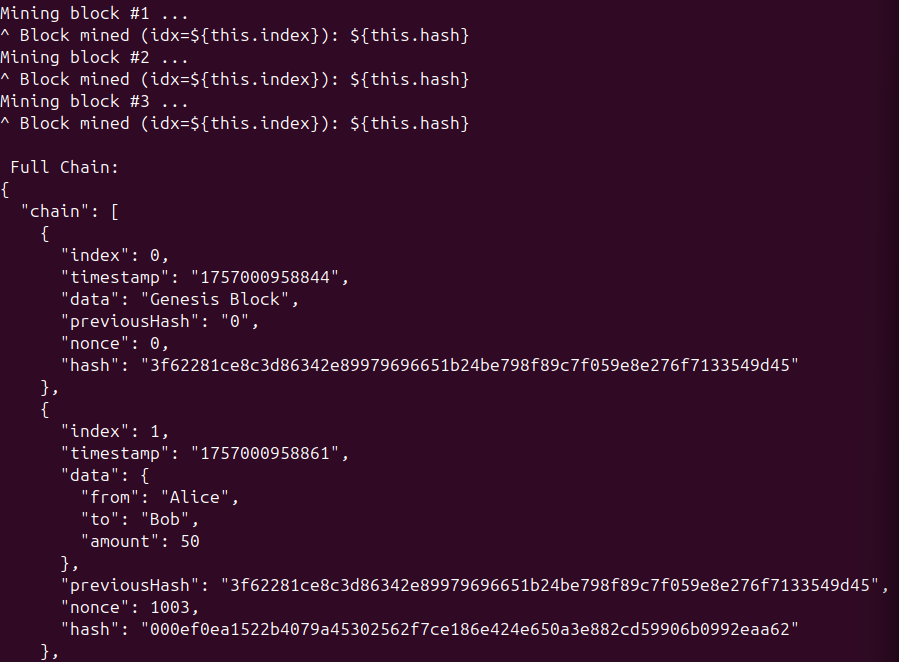 Mining block #1 ...
^ Block mined (idx=${this.index}): ${this.hash}
Mining block #2 ...
^ Block mined (idx=${this.index}): ${this.hash}
Mining block #3 ...
^ Block mined (idx=${this.index}): ${this.hash}

 Full Chain:
{
  "chain": [
    {
      "index": 0,
      "timestamp": "1757000958844",
      "data": "Genesis Block",
      "previousHash": "0",
      "nonce": 0,
      "hash": "3f62281ce8c3d86342e89979696651b24be798f89c7f059e8e276f7133549d45"
    },
    {
      "index": 1,
      "timestamp": "1757000958861",
      "data": {
        "from": "Alice",
        "to": "Bob",
        "amount": 50
      },
      "previousHash": "3f62281ce8c3d86342e89979696651b24be798f89c7f059e8e276f7133549d45",
      "nonce": 1003,
      "hash": "000ef0ea1522b4079a45302562f7ce186e424e650a3e882cd59906b0992eaa62"
    },